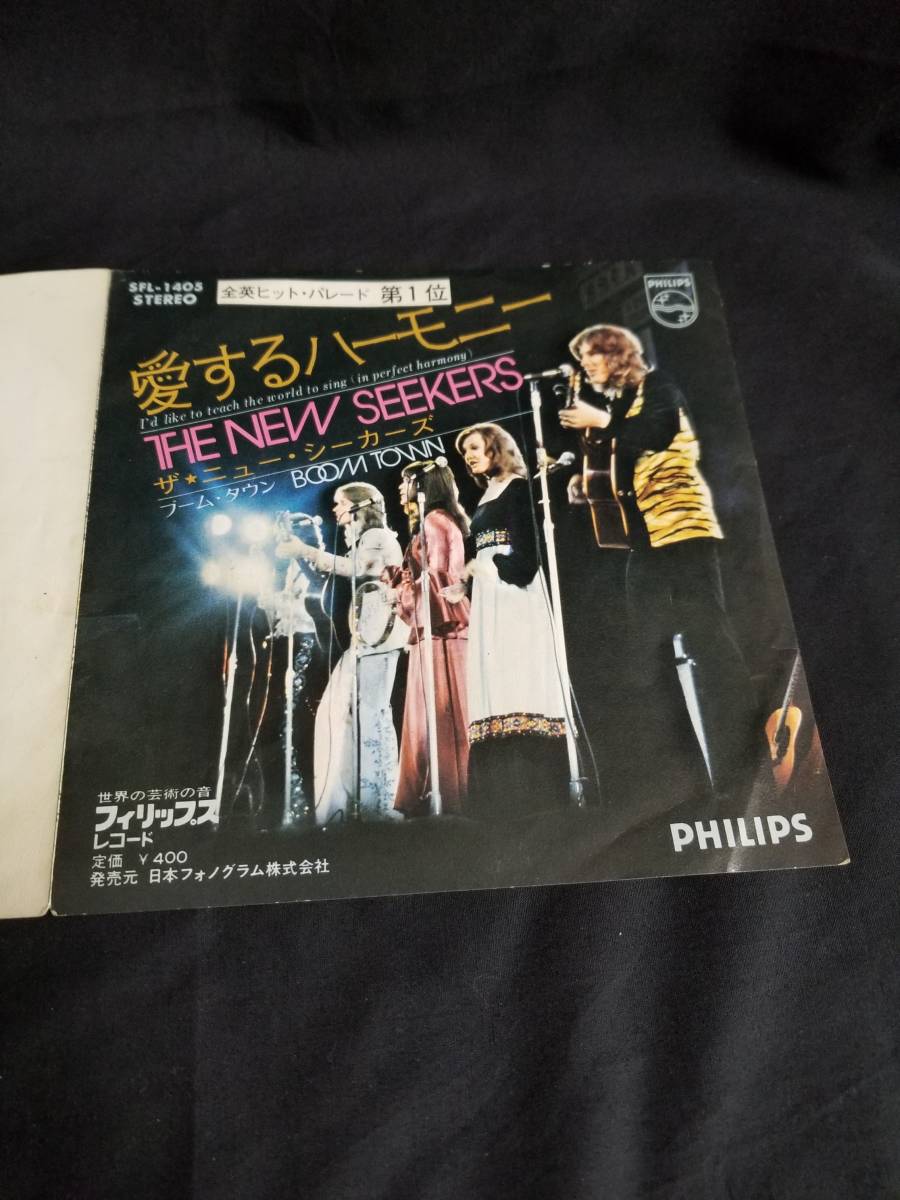 SFL-1405
STEREO
全英ヒット・パレード 第1位
PHILIPS
愛するハーモニー
I'd like to teach the world to sing (in perfect harmony)
THE NEW SEEKERS
ザ★ニュー・シーカーズ
ブーム・タウン BOOM TOWN
世界の芸術の音
フィリップス
レコード
定価 ￥400
発売元 日本フォノグラム株式会社
PHILIPS